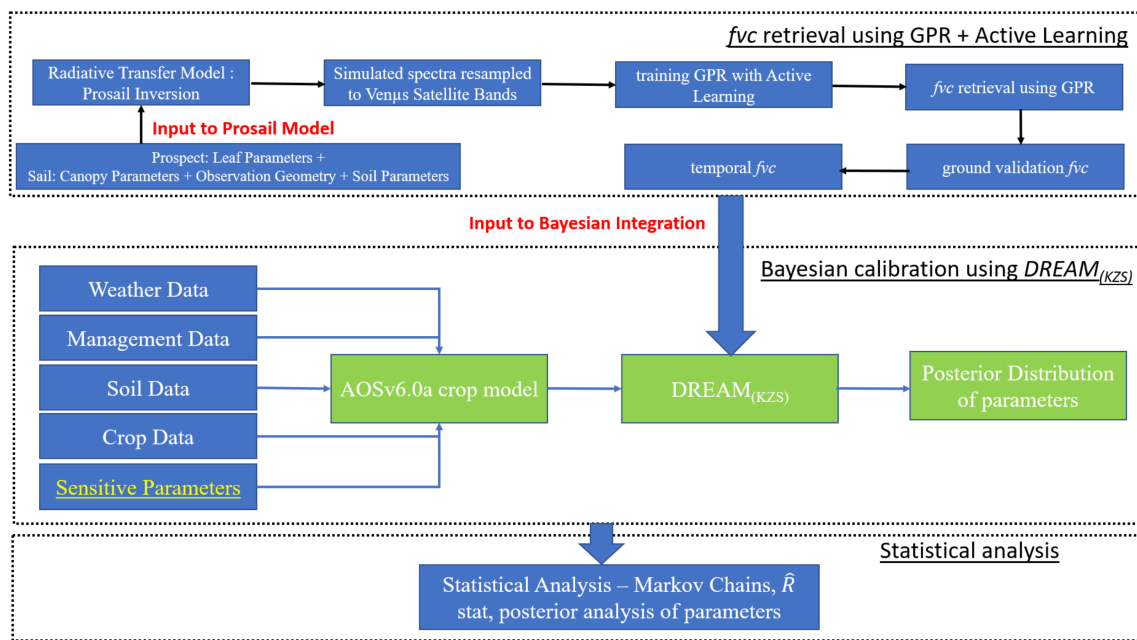 fvc retrieval using GPR + Active Learning
Radiative Transfer Model :
Prosail Inversion
Simulated spectra resampled
to Venµs Satellite Bands
training GPR with Active
Learning
fvc retrieval using GPR
Input to Prosail Model
Prospect: Leaf Parameters +
Sail: Canopy Parameters + Observation Geometry + Soil Parameters
temporal fvc
ground validation fvc
Input to Bayesian Integration
Bayesian calibration using DREAM(KZS)
Weather Data
Management Data
Soil Data
Crop Data
Sensitive Parameters
AOSv6.0a crop model
DREAM(KZS)
Posterior Distribution
of parameters
Statistical analysis
Statistical Analysis – Markov Chains, R̂
stat, posterior analysis of parameters